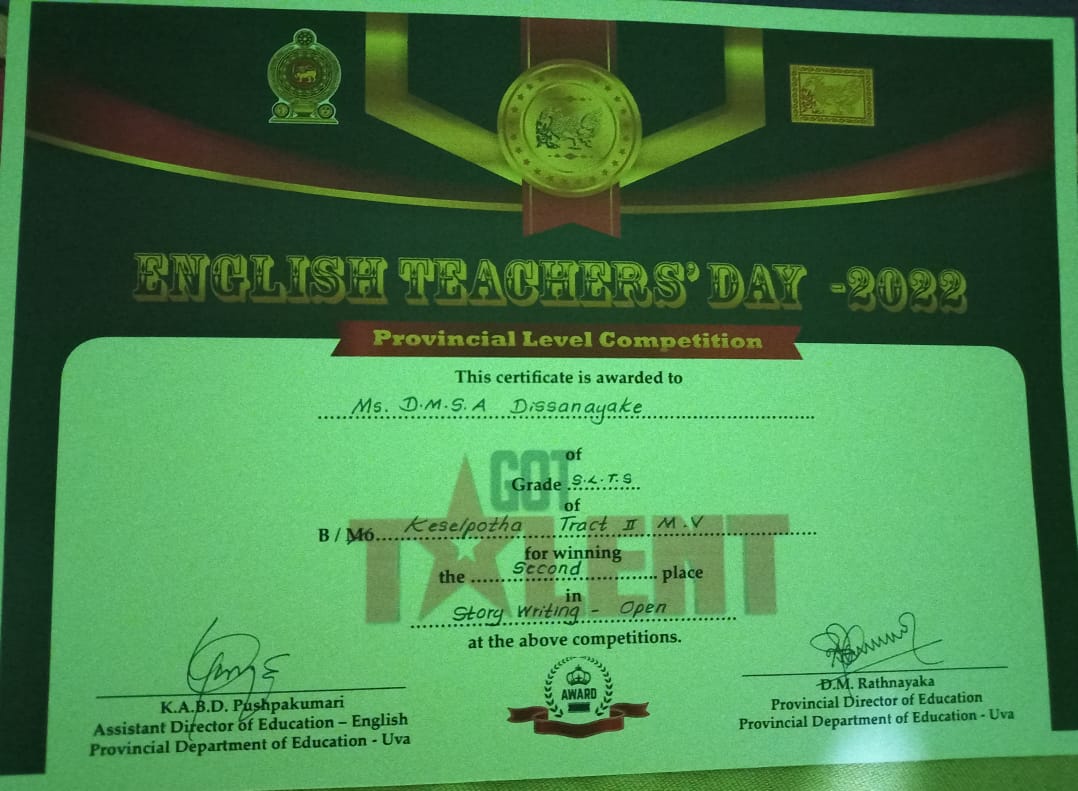 ENGLISH TEACHERS' DAY -2022
Provincial Level Competition
This certificate is awarded to
Ms. D.M.S.A Dissanayake
of
GOT
Grade S.L.T.S
of
TALENT
B / M6 Keselpotha Tract II M.V
for winning
the Second place
in
Story Writing - Open
at the above competitions.
AWARD
K.A.B.D. Pushpakumari
Assistant Director of Education – English
Provincial Department of Education - Uva
D.M. Rathnayaka
Provincial Director of Education
Provincial Department of Education - Uva